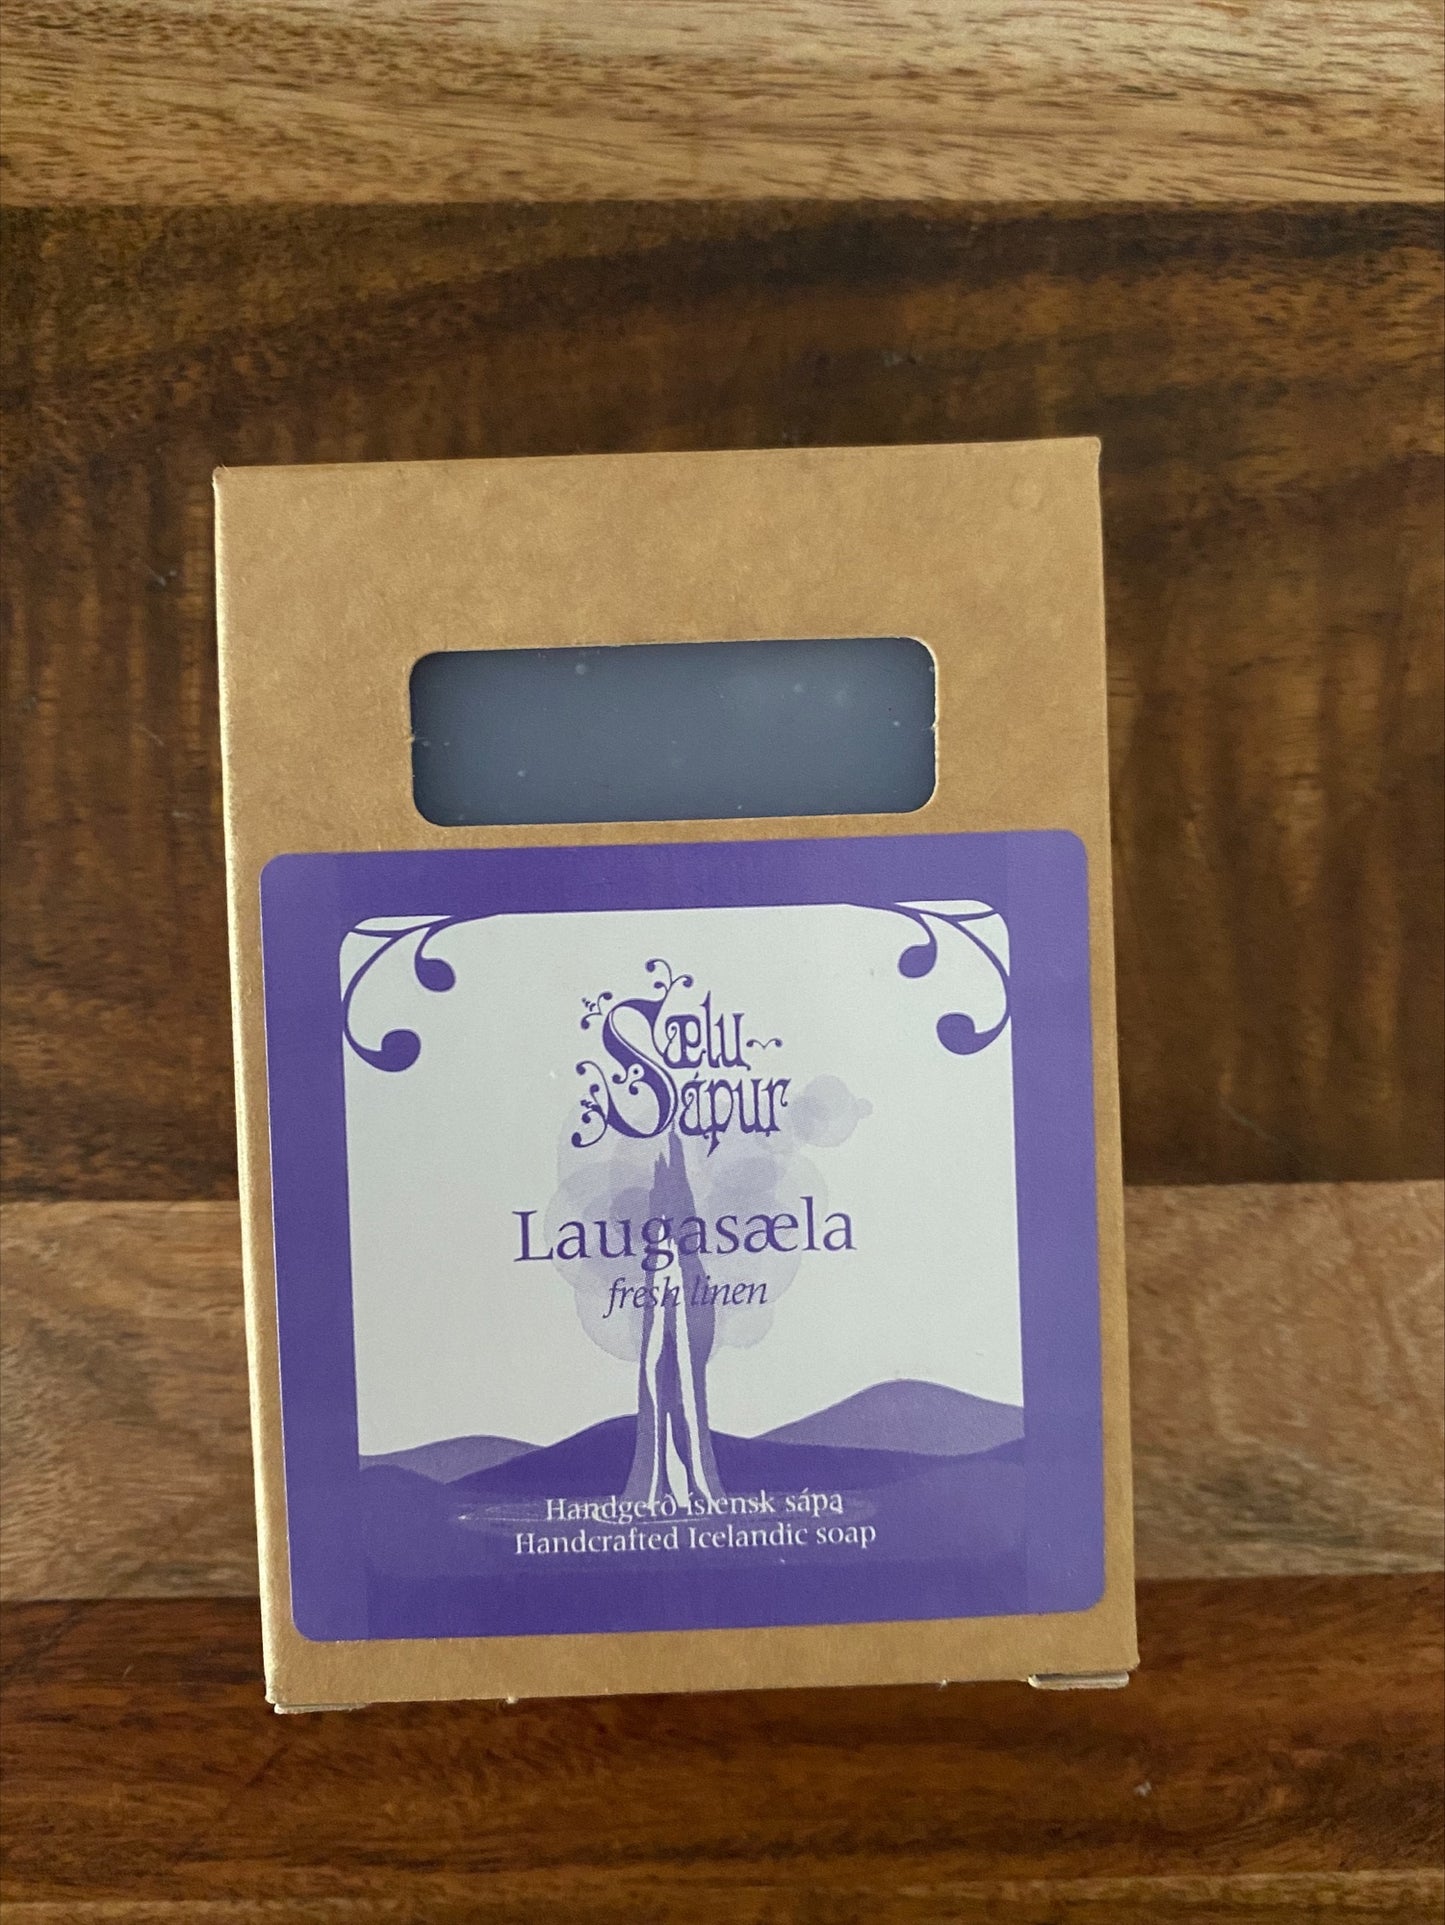 Sælu-
Sápur
Laugasæla
fresh linen
Handgerð íslensk sápa
Handcrafted Icelandic soap